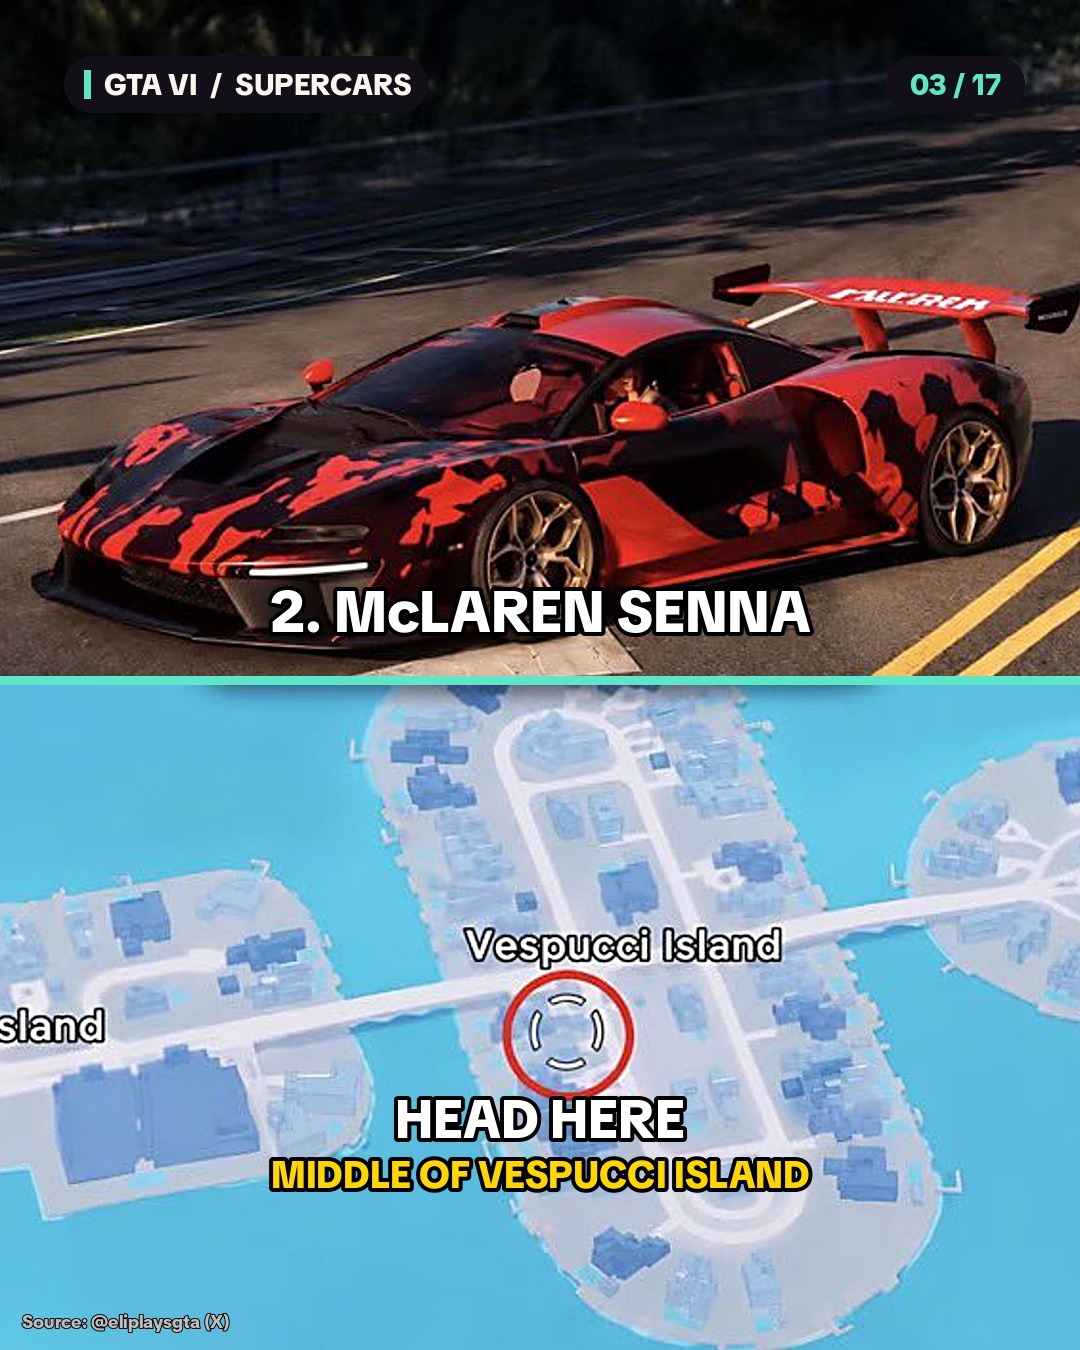 GTA VI / SUPERCARS
03 / 17
2. McLAREN SENNA
Vespucci Island
sland
HEAD HERE
MIDDLE OF VESPUCCI ISLAND
Source: @eliplaysgta (X)